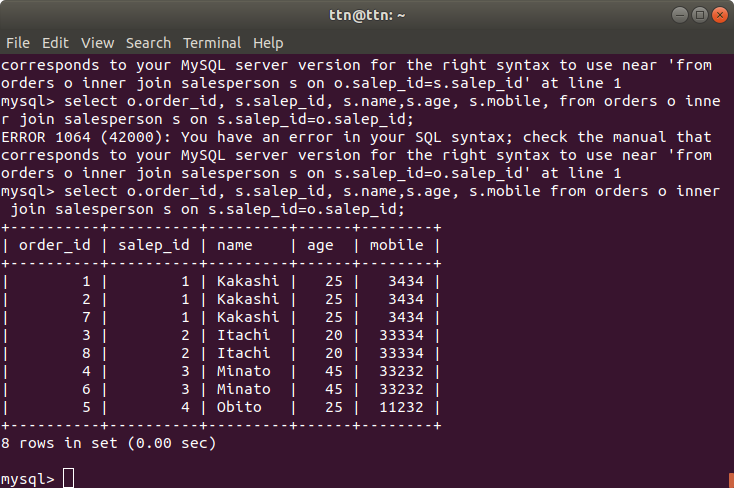 ttn@ttn: ~
File Edit View Search Terminal Help
corresponds to your MySQL server version for the right syntax to use near 'from
orders o inner join salesperson s on o.salep_id=s.salep_id' at line 1
mysql> select o.order_id, s.salep_id, s.name,s.age, s.mobile, from orders o inne
r join salesperson s on s.salep_id=o.salep_id;
ERROR 1064 (42000): You have an error in your SQL syntax; check the manual that
corresponds to your MySQL server version for the right syntax to use near 'from
orders o inner join salesperson s on s.salep_id=o.salep_id' at line 1
mysql> select o.order_id, s.salep_id, s.name,s.age, s.mobile from orders o inner
 join salesperson s on s.salep_id=o.salep_id;
+----------+----------+---------+------+--------+
| order_id | salep_id | name    | age  | mobile |
+----------+----------+---------+------+--------+
|        1 |        1 | Kakashi |   25 |   3434 |
|        2 |        1 | Kakashi |   25 |   3434 |
|        7 |        1 | Kakashi |   25 |   3434 |
|        3 |        2 | Itachi  |   20 |  33334 |
|        8 |        2 | Itachi  |   20 |  33334 |
|        4 |        3 | Minato  |   45 |  33232 |
|        6 |        3 | Minato  |   45 |  33232 |
|        5 |        4 | Obito   |   25 |  11232 |
+----------+----------+---------+------+--------+
8 rows in set (0.00 sec)
mysql>